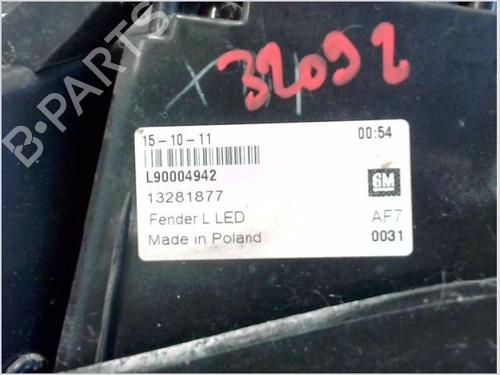 32092
15-10-11 00:54
L90004942
13281877 GM
Fender L LED AF7
Made in Poland 0031
B-PARTS